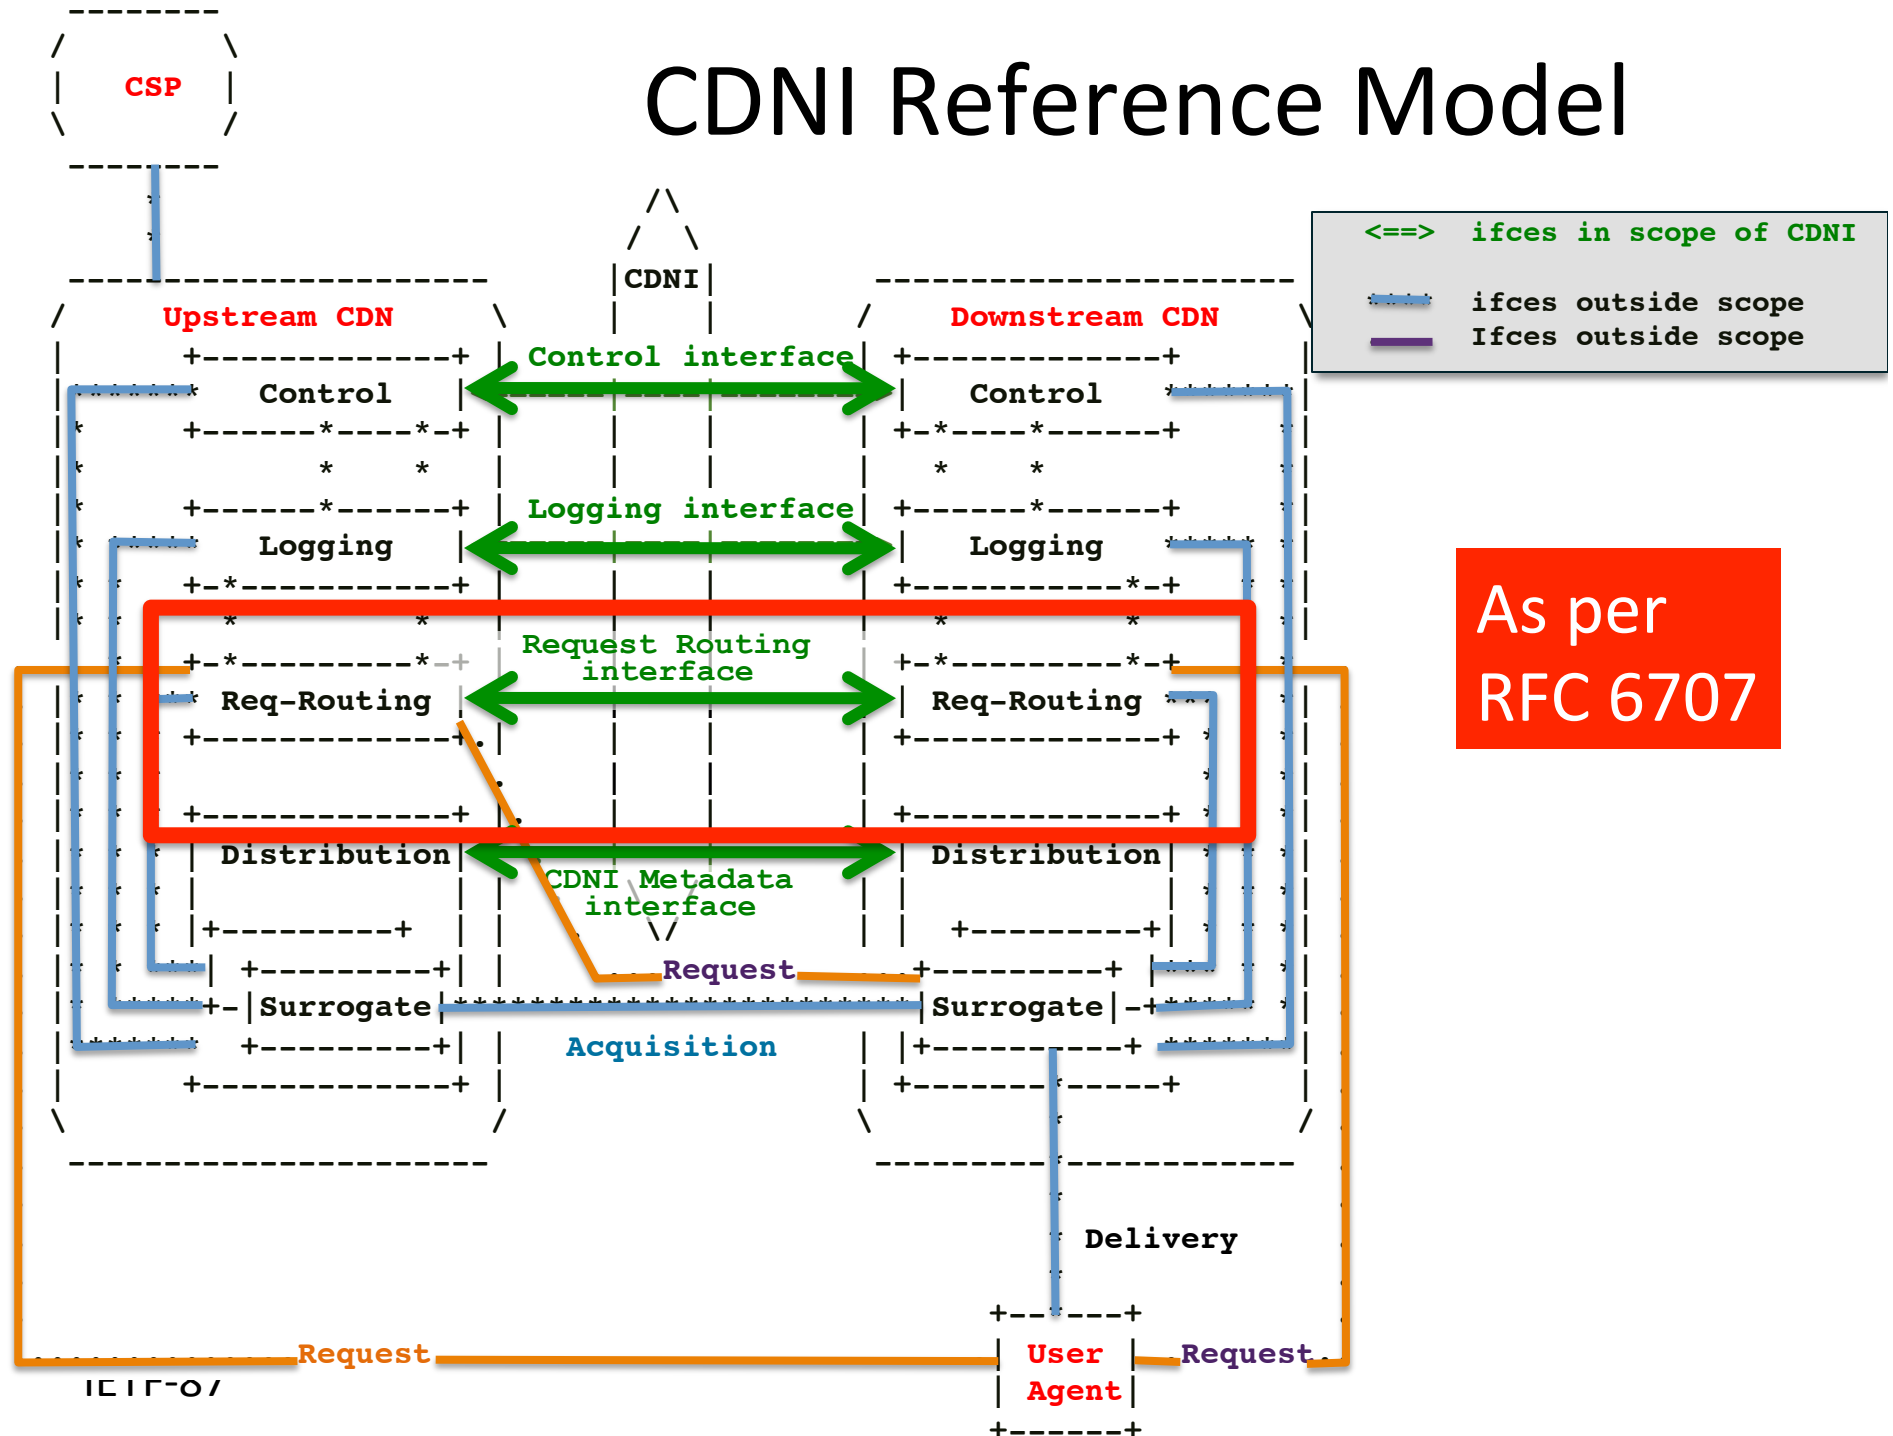 CSP
CDNI Reference Model
<==> ifces in scope of CDNI
**** ifces outside scope
Ifces outside scope
CDNI
Upstream CDN
Downstream CDN
Control interface
Control
Control
Logging interface
Logging
Logging
As per
RFC 6707
Request Routing
interface
Req-Routing
Req-Routing
Distribution
Distribution
CDNI Metadata
interface
Request
Surrogate
Surrogate
Acquisition
Delivery
Request
User
Agent
Request
IETF-87